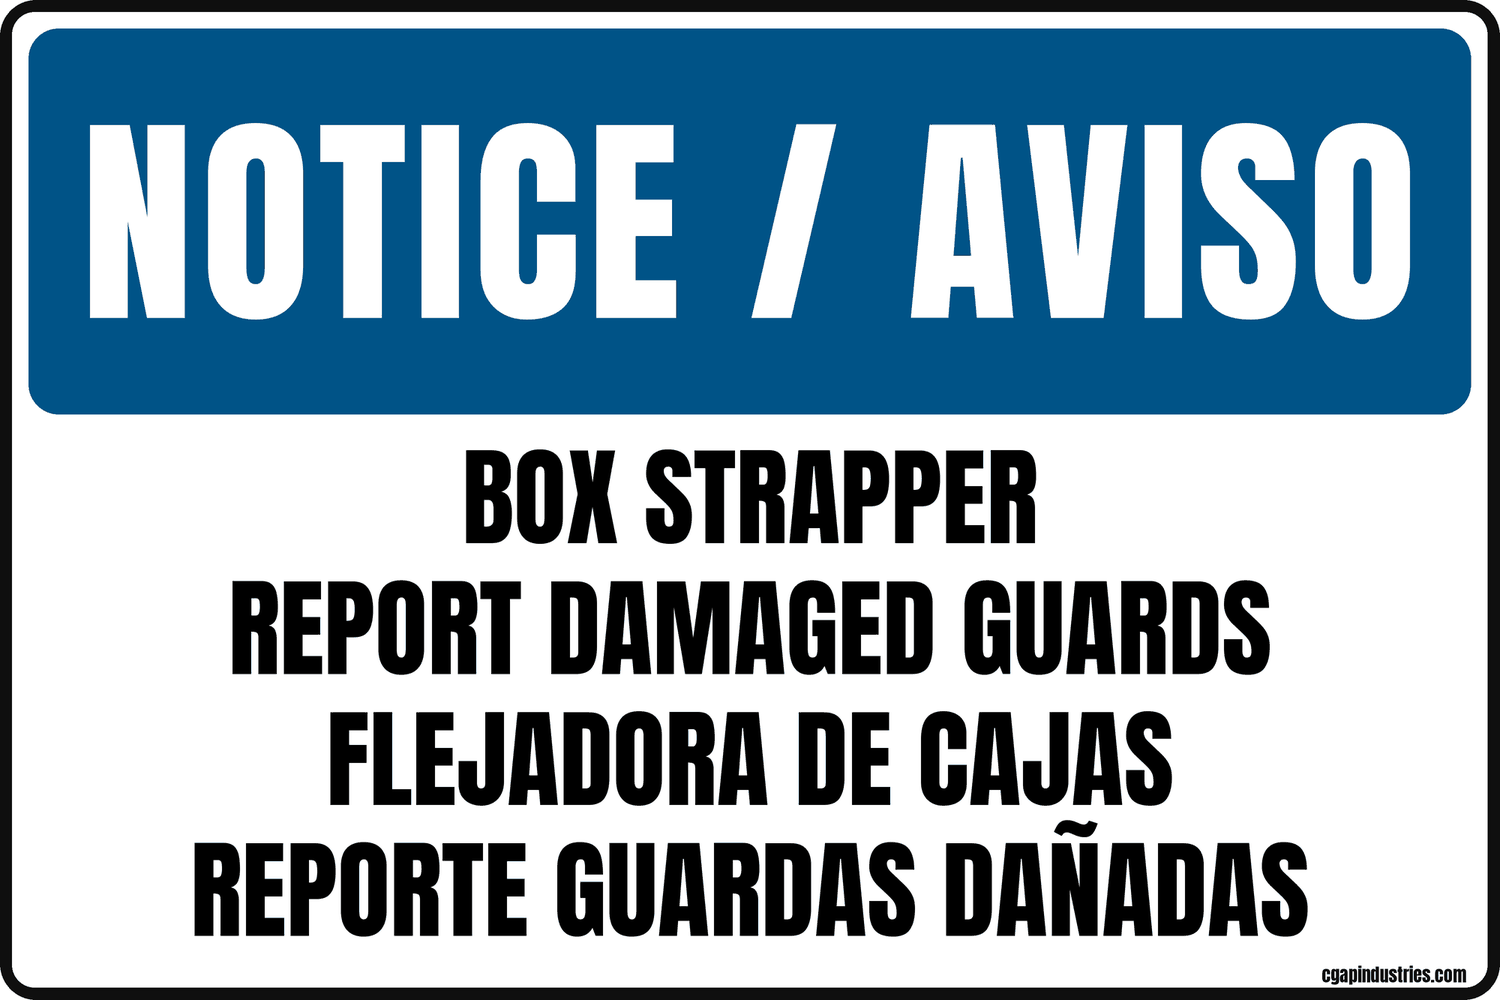 NOTICE / AVISO
BOX STRAPPER
REPORT DAMAGED GUARDS
FLEJADORA DE CAJAS
REPORTE GUARDAS DAÑADAS
cgapindustries.com